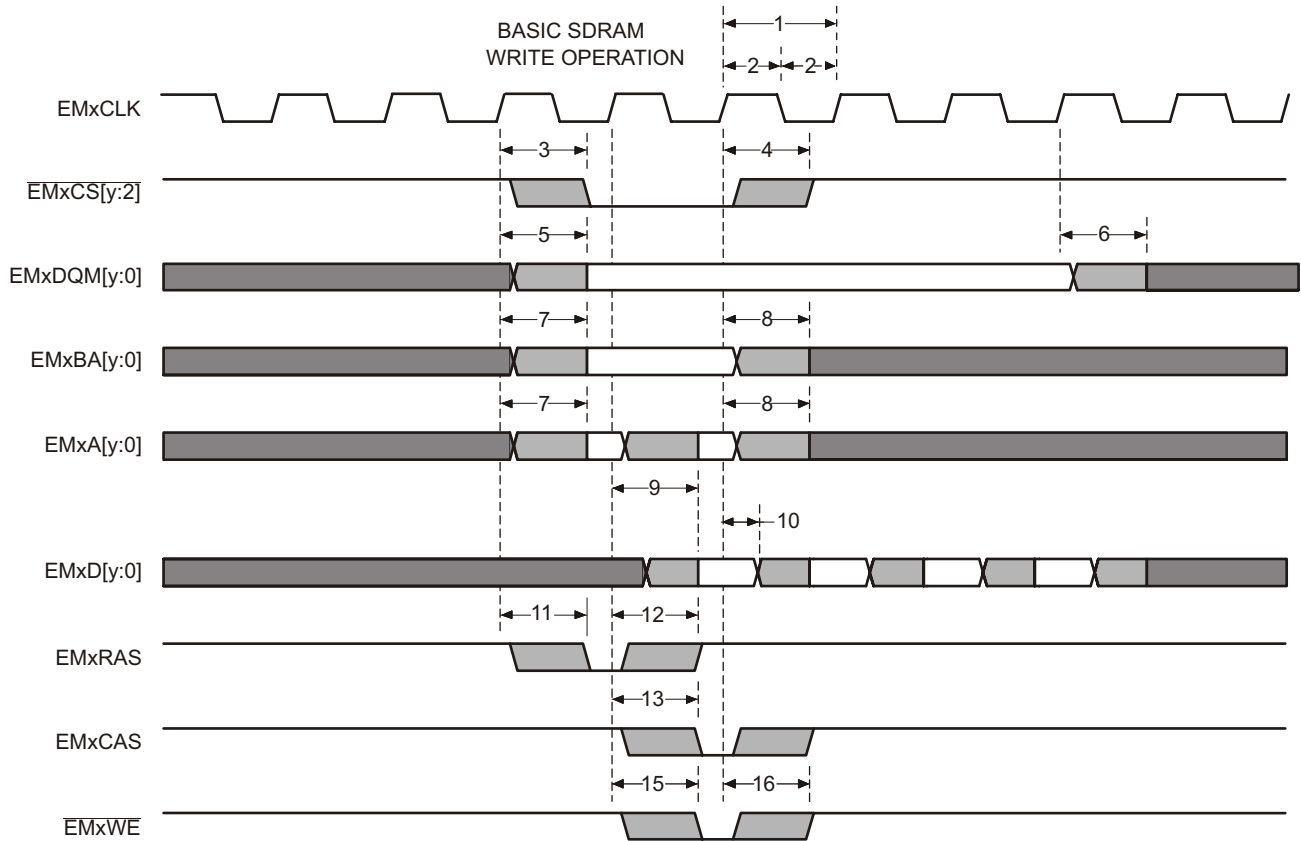 BASIC SDRAM
WRITE OPERATION
1
2 2
EMxCLK
3 4
EMxCS[y:2]
5 6
EMxDQM[y:0]
7 8
EMxBA[y:0]
7 8
EMxA[y:0]
9
10
EMxD[y:0]
11 12
EMxRAS
13
EMxCAS
15 16
EMxWE